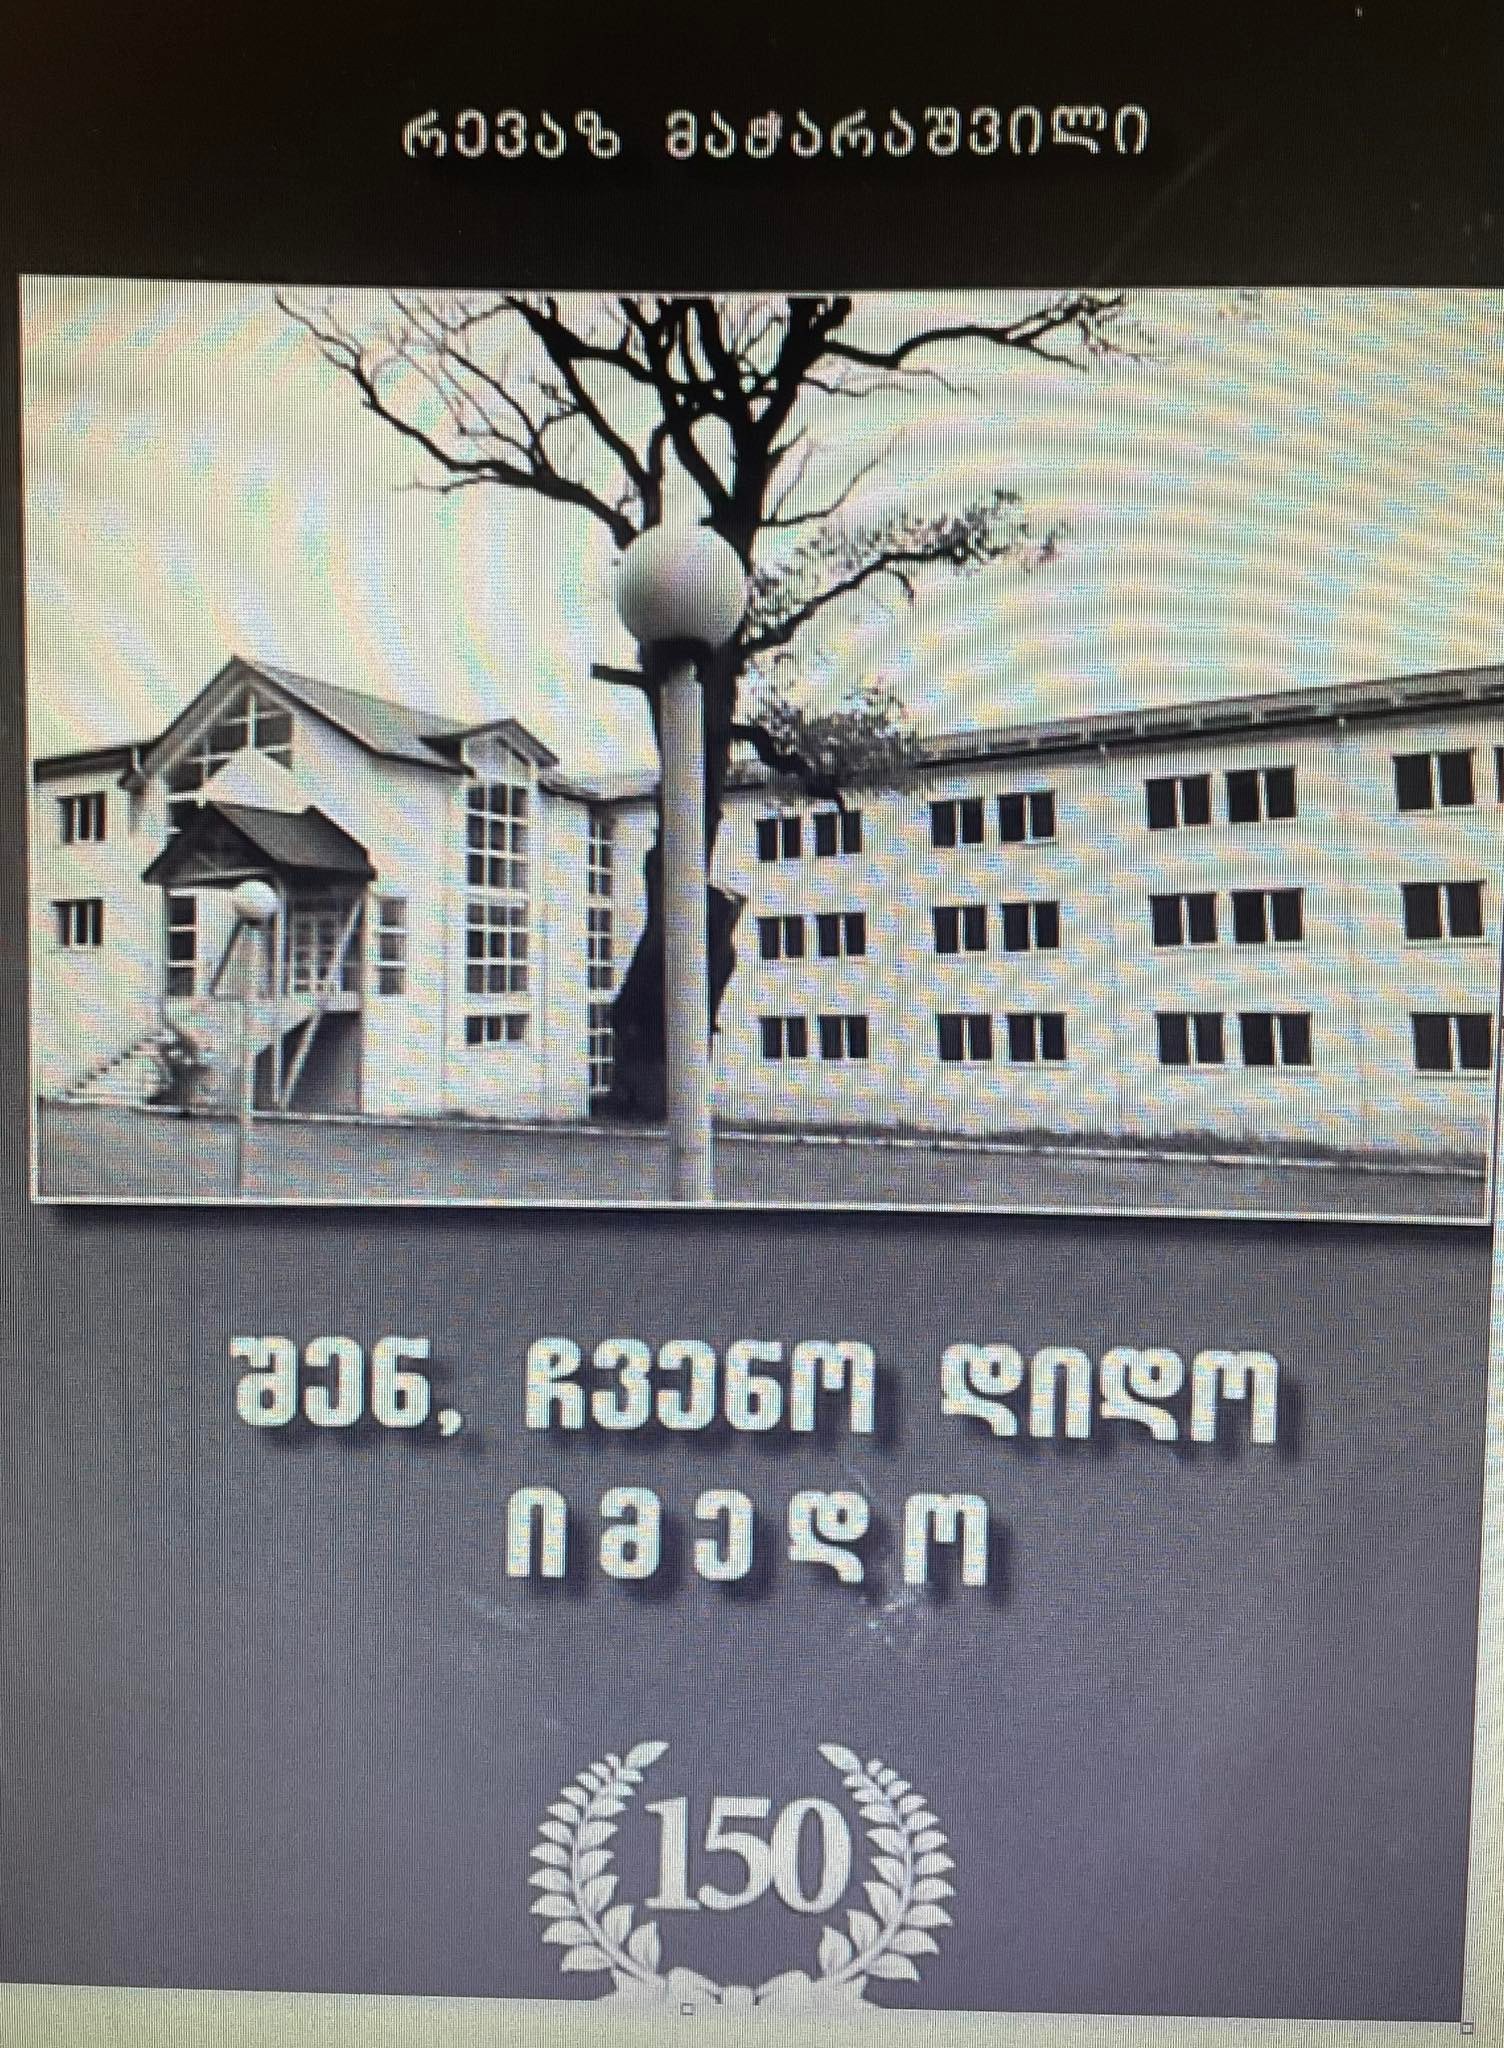 რევაზ მაჭარაშვილი
შენ, ჩვენო დიდო
იმედო
150